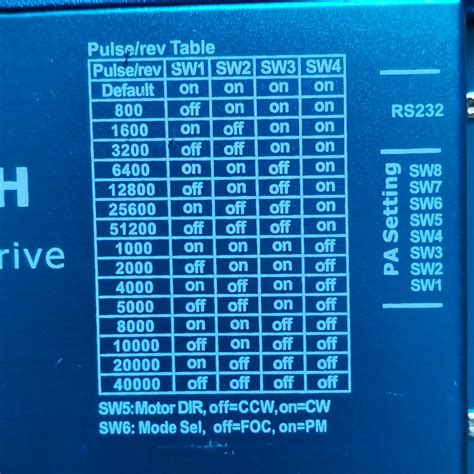 Pulse/rev Table
Pulse/rev SW1 SW2 SW3 SW4
Default on on on on
800 off on on on
1600 on off on on
3200 off off on on
6400 on on off on
12800 off on off on
25600 on off off on
51200 off off off on
1000 on on on off
2000 off on on off
4000 on off on off
5000 off off on off
8000 on on off off
10000 off on off off
20000 on off off off
40000 off off off off
SW5:Motor DIR, off=CCW,on=CW
SW6: Mode Sel, off=FOC, on=PM
H
rive
RS232
PA Setting
SW8
SW7
SW6
SW5
SW4
SW3
SW2
SW1